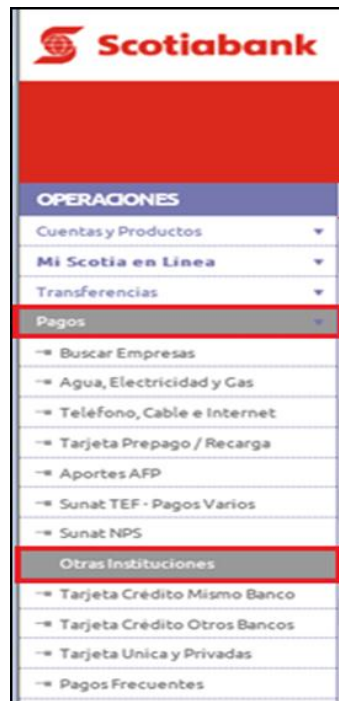 Scotiabank
OPERACIONES
Cuentas y Productos
Mi Scotia en Linea
Transferencias
Pagos
Buscar Empresas
Agua, Electricidad y Gas
Teléfono, Cable e Internet
Tarjeta Prepago / Recarga
Aportes AFP
Sunat TEF - Pagos Varios
Sunat NPS
Otras Instituciones
Tarjeta Crédito Mismo Banco
Tarjeta Crédito Otros Bancos
Tarjeta Unica y Privadas
Pagos Frecuentes